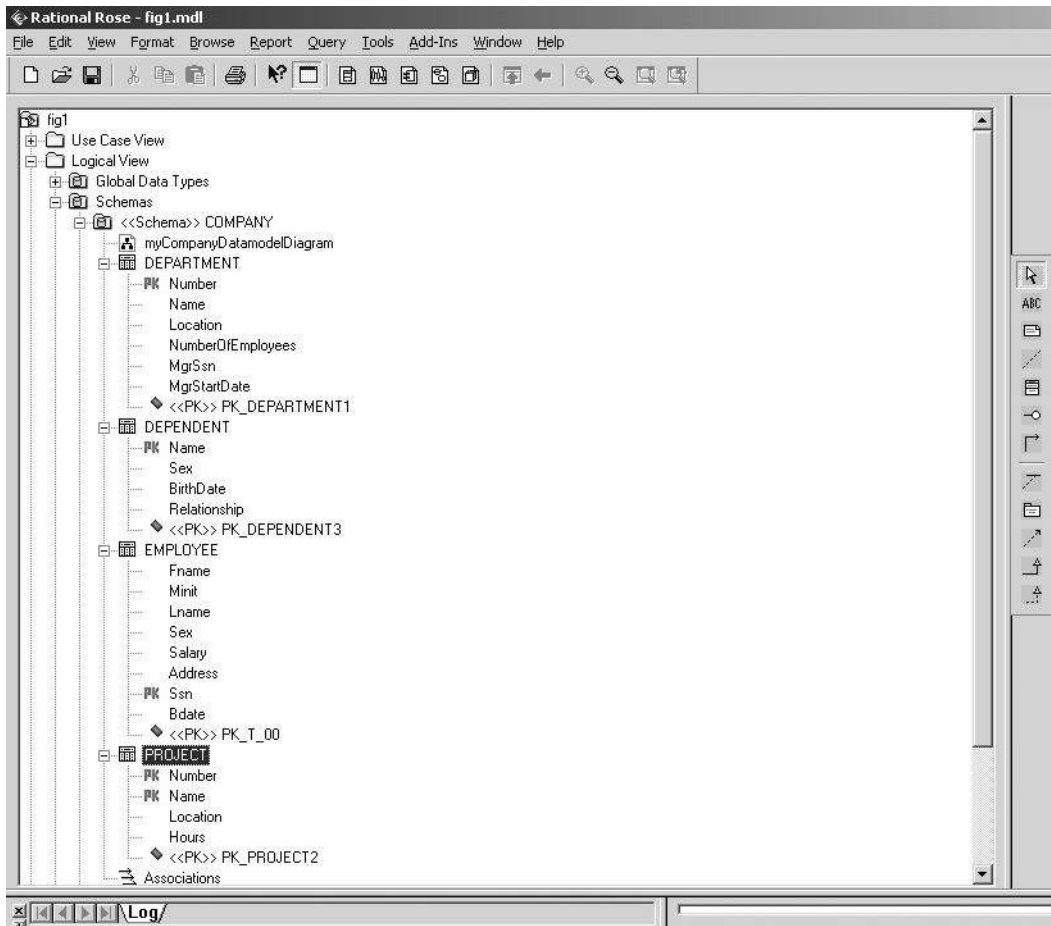 Rational Rose - fig1.mdl
File Edit View Format Browse Report Query Tools Add-Ins Window Help
fig1
Use Case View
Logical View
Global Data Types
Schemas
<<Schema>> COMPANY
myCompanyDatamodelDiagram
DEPARTMENT
PK Number
Name
Location
NumberOfEmployees
MgrSsn
MgrStartDate
<<PK>> PK_DEPARTMENT1
DEPENDENT
PK Name
Sex
BirthDate
Relationship
<<PK>> PK_DEPENDENT3
EMPLOYEE
Fname
Minit
Lname
Sex
Salary
Address
PK Ssn
Bdate
<<PK>> PK_T_00
PROJECT
PK Number
PK Name
Location
Hours
<<PK>> PK_PROJECT2
Associations
ABC
Log